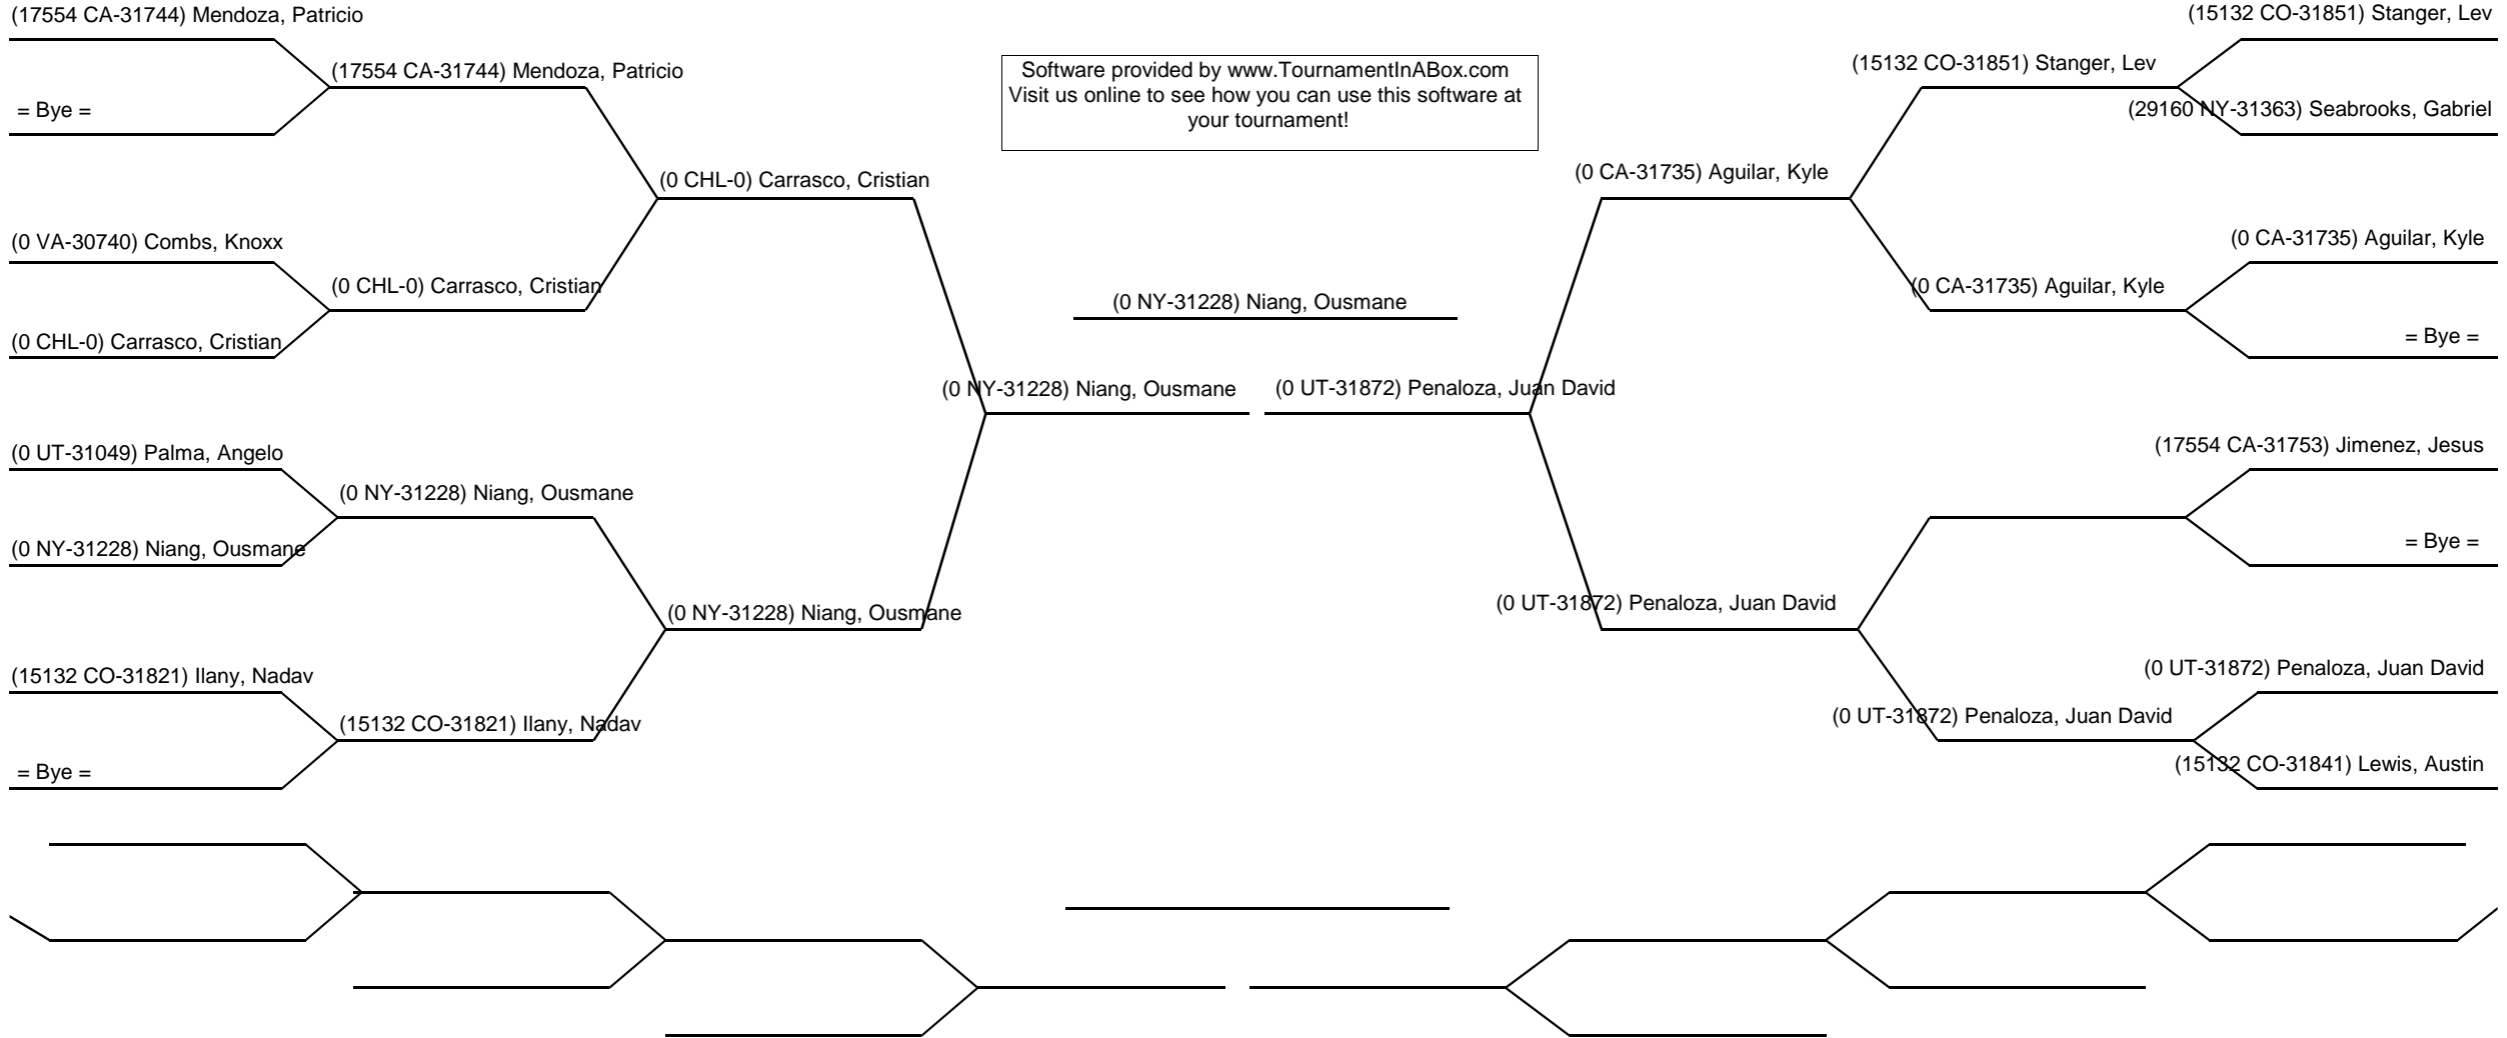 (17554 CA-31744) Mendoza, Patricio
= Bye =
(0 VA-30740) Combs, Knoxx
(0 CHL-0) Carrasco, Cristian
(0 UT-31049) Palma, Angelo
(0 NY-31228) Niang, Ousmane
(15132 CO-31821) Ilany, Nadav
= Bye =
(17554 CA-31744) Mendoza, Patricio
(0 CHL-0) Carrasco, Cristian
(0 NY-31228) Niang, Ousmane
(15132 CO-31821) Ilany, Nadav
(0 CHL-0) Carrasco, Cristian
(0 NY-31228) Niang, Ousmane
(0 NY-31228) Niang, Ousmane
Software provided by www.TournamentInABox.com
Visit us online to see how you can use this software at
your tournament!
(0 NY-31228) Niang, Ousmane
(0 UT-31872) Penaloza, Juan David
(0 CA-31735) Aguilar, Kyle
(0 UT-31872) Penaloza, Juan David
(15132 CO-31851) Stanger, Lev
(0 CA-31735) Aguilar, Kyle
(0 UT-31872) Penaloza, Juan David
(15132 CO-31851) Stanger, Lev
(29160 NY-31363) Seabrooks, Gabriel
(0 CA-31735) Aguilar, Kyle
= Bye =
(17554 CA-31753) Jimenez, Jesus
= Bye =
(0 UT-31872) Penaloza, Juan David
(15132 CO-31841) Lewis, Austin